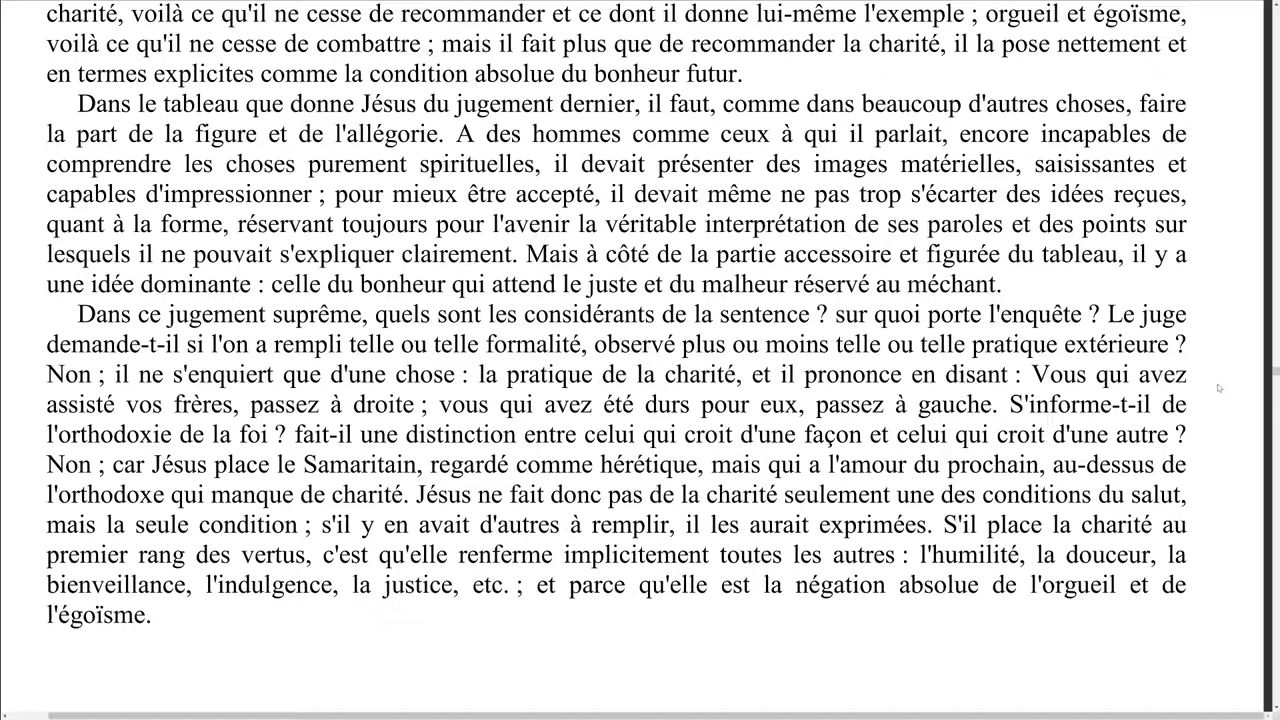 charité, voilà ce qu'il ne cesse de recommander et ce dont il donne lui-même l'exemple ; orgueil et égoïsme,
voilà ce qu'il ne cesse de combattre ; mais il fait plus que de recommander la charité, il la pose nettement et
en termes explicites comme la condition absolue du bonheur futur.
Dans le tableau que donne Jésus du jugement dernier, il faut, comme dans beaucoup d'autres choses, faire
la part de la figure et de l'allégorie. A des hommes comme ceux à qui il parlait, encore incapables de
comprendre les choses purement spirituelles, il devait présenter des images matérielles, saisissantes et
capables d'impressionner ; pour mieux être accepté, il devait même ne pas trop s'écarter des idées reçues,
quant à la forme, réservant toujours pour l'avenir la véritable interprétation de ses paroles et des points sur
lesquels il ne pouvait s'expliquer clairement. Mais à côté de la partie accessoire et figurée du tableau, il y a
une idée dominante : celle du bonheur qui attend le juste et du malheur réservé au méchant.
Dans ce jugement suprême, quels sont les considérants de la sentence ? sur quoi porte l'enquête ? Le juge
demande-t-il si l'on a rempli telle ou telle formalité, observé plus ou moins telle ou telle pratique extérieure ?
Non ; il ne s'enquiert que d'une chose : la pratique de la charité, et il prononce en disant : Vous qui avez
assisté vos frères, passez à droite ; vous qui avez été durs pour eux, passez à gauche. S'informe-t-il de
l'orthodoxie de la foi ? fait-il une distinction entre celui qui croit d'une façon et celui qui croit d'une autre ?
Non ; car Jésus place le Samaritain, regardé comme hérétique, mais qui a l'amour du prochain, au-dessus de
l'orthodoxe qui manque de charité. Jésus ne fait donc pas de la charité seulement une des conditions du salut,
mais la seule condition ; s'il y en avait d'autres à remplir, il les aurait exprimées. S'il place la charité au
premier rang des vertus, c'est qu'elle renferme implicitement toutes les autres : l'humilité, la douceur, la
bienveillance, l'indulgence, la justice, etc. ; et parce qu'elle est la négation absolue de l'orgueil et de
l'égoïsme.